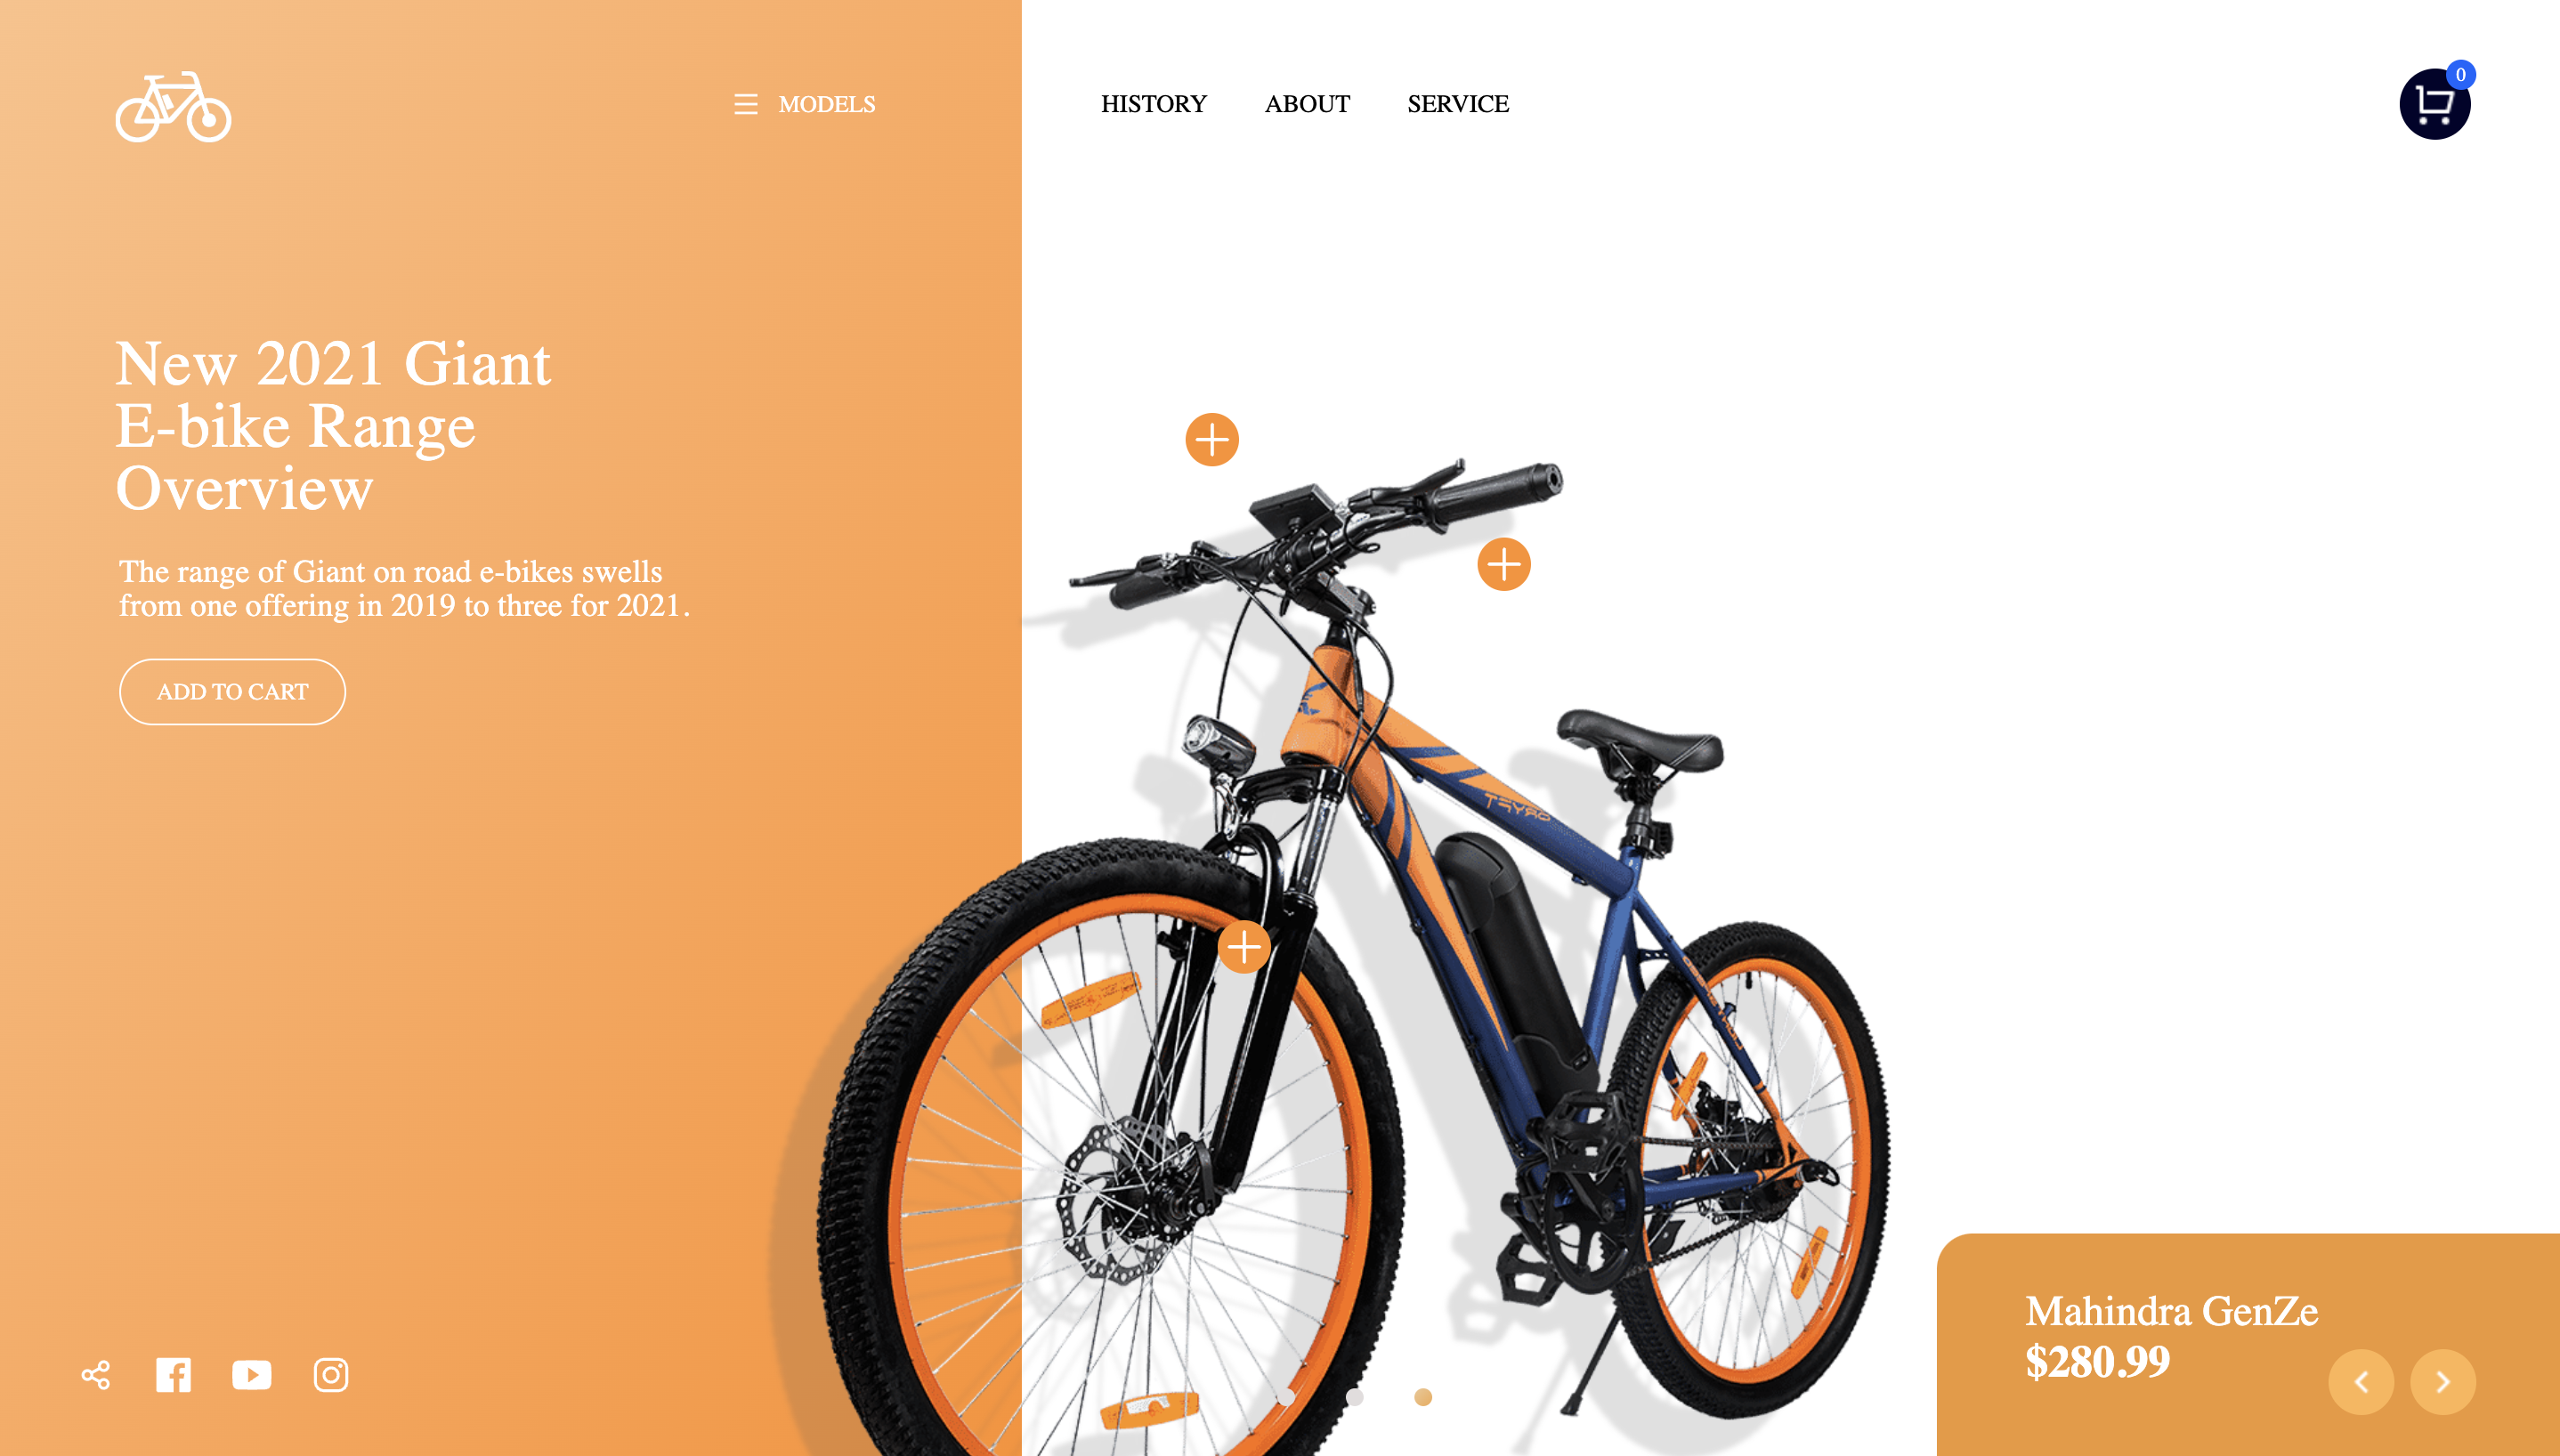 MODELS
HISTORY
ABOUT
SERVICE
0
New 2021 Giant
E-bike Range
Overview
The range of Giant on road e-bikes swells
from one offering in 2019 to three for 2021.
ADD TO CART
Mahindra GenZe
$280.99